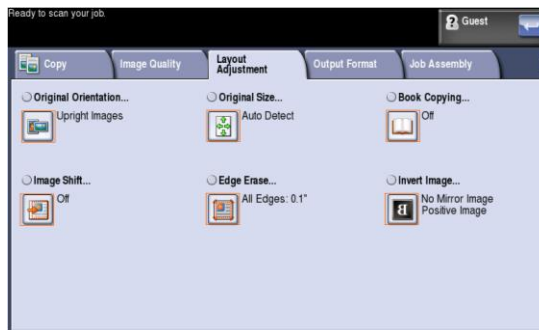 Ready to scan your job.
Guest
Copy
Image Quality
Layout
Adjustment
Output Format
Job Assembly
Original Orientation...
Upright Images
Original Size...
Auto Detect
Book Copying...
Off
Image Shift...
Off
Edge Erase...
All Edges: 0.1"
Invert Image...
B
No Mirror Image
Positive Image